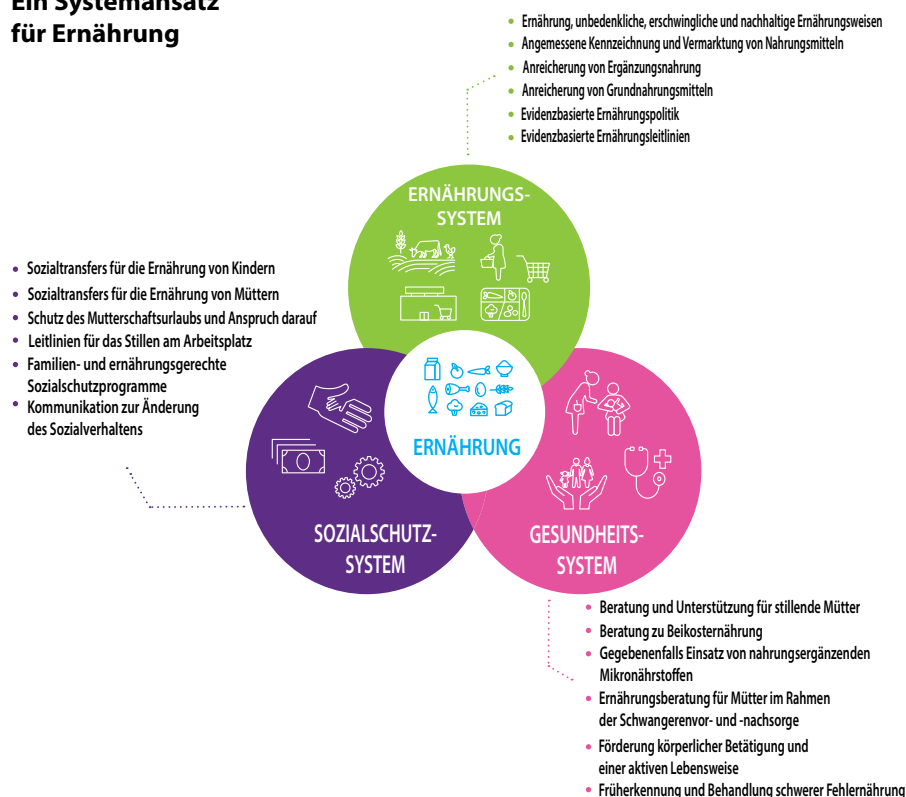 Ein Systemansatz
für Ernährung
• Ernährung, unbedenkliche, erschwingliche und nachhaltige Ernährungsweisen
• Angemessene Kennzeichnung und Vermarktung von Nahrungsmitteln
• Anreicherung von Ergänzungsnahrung
• Anreicherung von Grundnahrungsmitteln
• Evidenzbasierte Ernährungspolitik
• Evidenzbasierte Ernährungsleitlinien
ERNÄHRUNGS-
SYSTEM
• Sozialtransfers für die Ernährung von Kindern
• Sozialtransfers für die Ernährung von Müttern
• Schutz des Mutterschaftsurlaubs und Anspruch darauf
• Leitlinien für das Stillen am Arbeitsplatz
• Familien- und ernährungsgerechte
Sozialschutzprogramme
• Kommunikation zur Änderung
des Sozialverhaltens
ERNÄHRUNG
SOZIALSCHUTZ-
SYSTEM
GESUNDHEITS-
SYSTEM
• Beratung und Unterstützung für stillende Mütter
• Beratung zu Beikosternährung
• Gegebenenfalls Einsatz von nahrungsergänzenden
Mikronährstoffen
• Ernährungsberatung für Mütter im Rahmen
der Schwangerenvor- und -nachsorge
• Förderung körperlicher Betätigung und
einer aktiven Lebensweise
• Früherkennung und Behandlung schwerer Fehlernährung